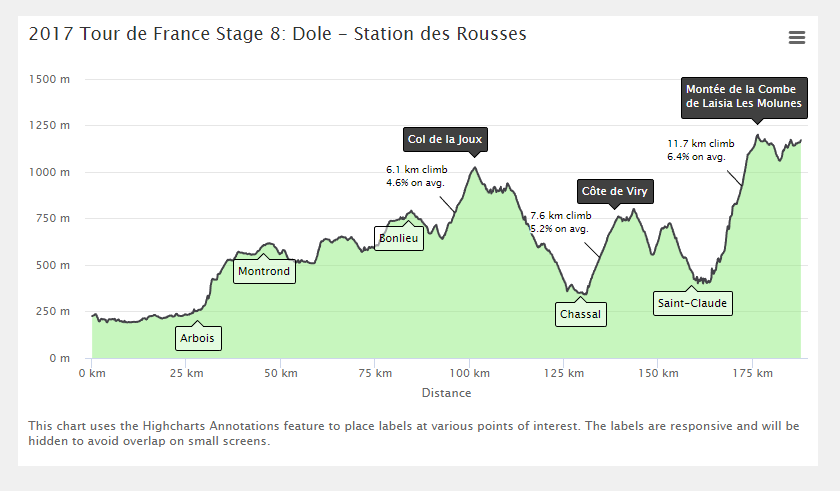 2017 Tour de France Stage 8: Dole – Station des Rousses
1500 m
1250 m
1000 m
750 m
500 m
250 m
0 m
Montée de la Combe
de Laisia Les Molunes
Col de la Joux
11.7 km climb
6.4% on avg.
6.1 km climb
4.6% on avg.
Côte de Viry
7.6 km climb
5.2% on avg.
Bonlieu
Montrond
Saint-Claude
Chassal
Arbois
0 km
25 km
50 km
75 km
100 km
125 km
150 km
175 km
Distance
This chart uses the Highcharts Annotations feature to place labels at various points of interest. The labels are responsive and will be
hidden to avoid overlap on small screens.